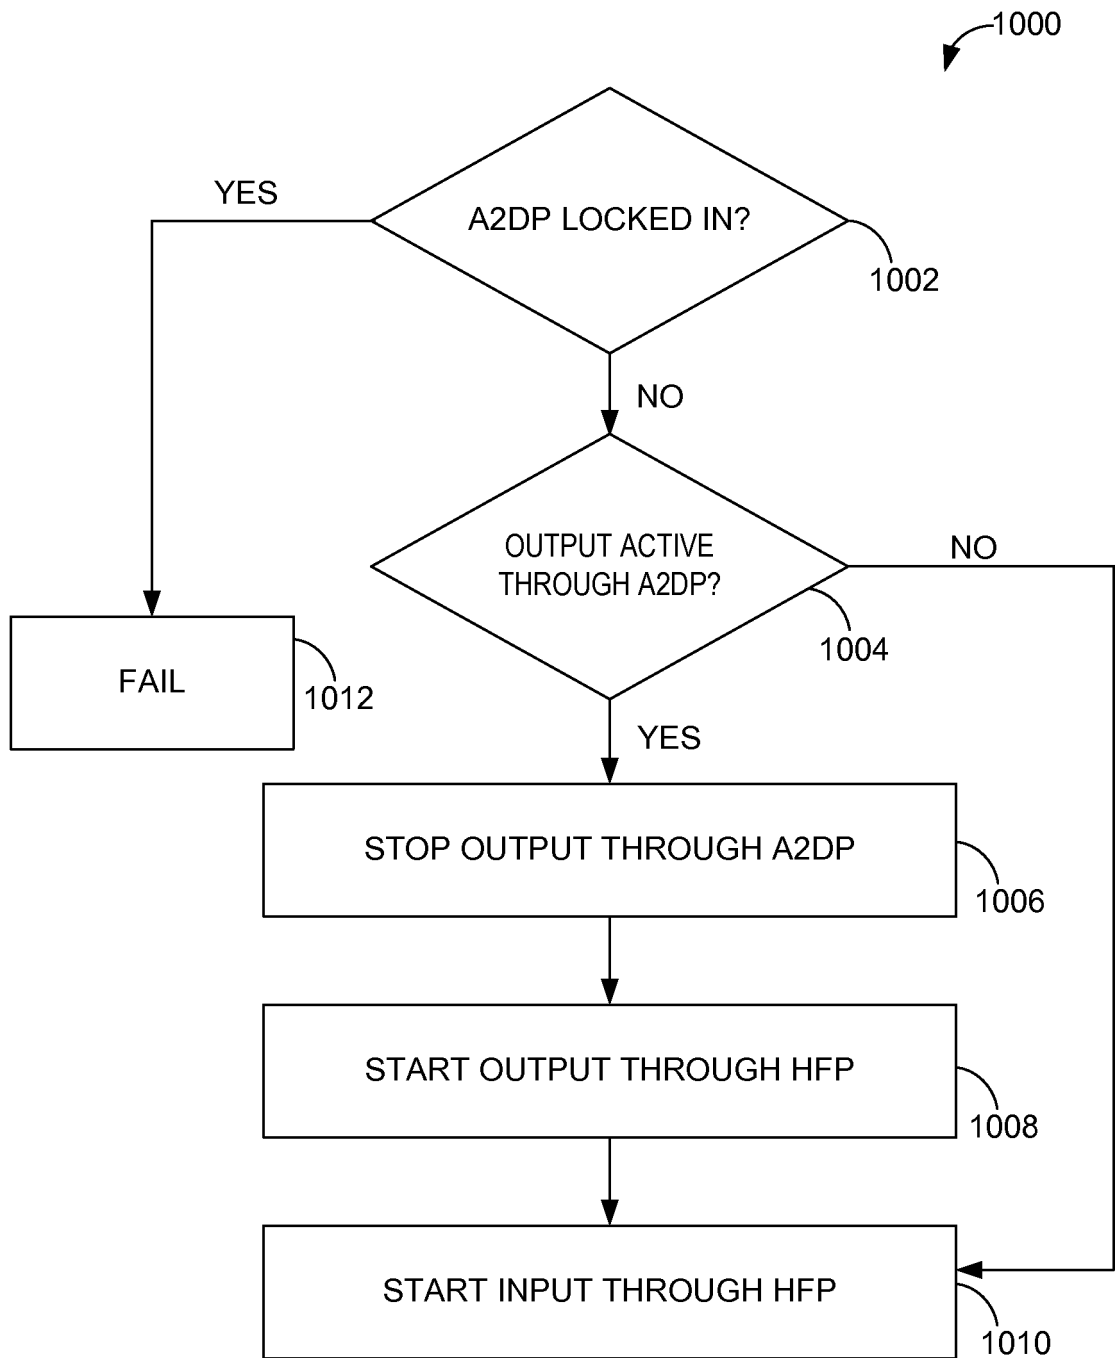 1000
YES
A2DP LOCKED IN?
1002
NO
OUTPUT ACTIVE
THROUGH A2DP?
NO
1004
FAIL
1012
YES
STOP OUTPUT THROUGH A2DP
1006
START OUTPUT THROUGH HFP
1008
START INPUT THROUGH HFP
1010